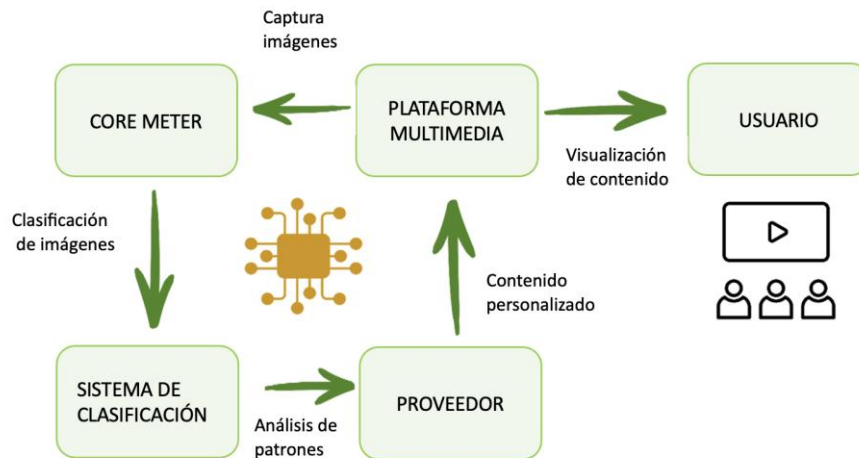 Captura
imágenes
CORE METER
PLATAFORMA
MULTIMEDIA
USUARIO
Visualización
de contenido
Clasificación
de imágenes
Contenido
personalizado
SISTEMA DE
CLASIFICACIÓN
Análisis de
patrones
PROVEEDOR